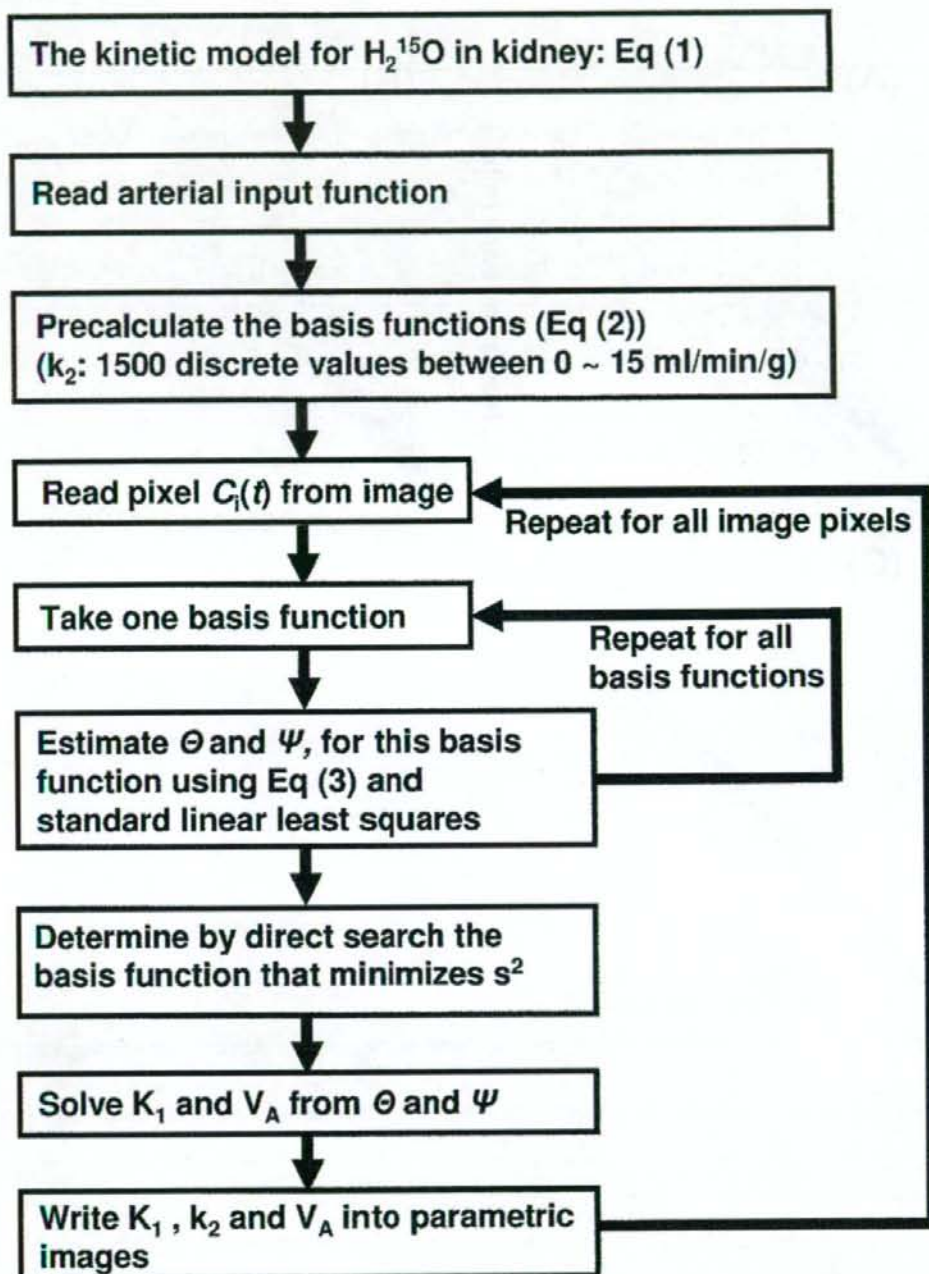 The kinetic model for H₂¹⁵O in kidney: Eq (1)
Read arterial input function
Precalculate the basis functions (Eq (2))
(k₂: 1500 discrete values between 0 ~ 15 ml/min/g)
Read pixel Cᵢ(t) from image
Repeat for all image pixels
Take one basis function
Repeat for all
basis functions
Estimate Θ and Ψ, for this basis
function using Eq (3) and
standard linear least squares
Determine by direct search the
basis function that minimizes s²
Solve K₁ and V_A from Θ and Ψ
Write K₁ , k₂ and V_A into parametric
images